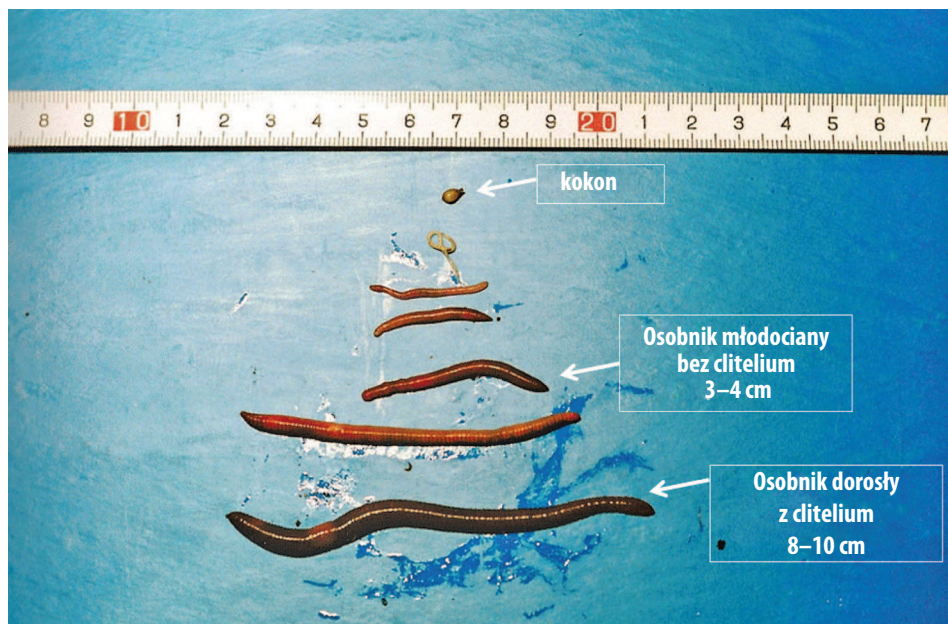 8 9 10 1 2 3 4 5 6 7 8 9 20 1 2 3 4 5 6 7
kokon
Osobnik młodociany
bez clitelium
3–4 cm
Osobnik dorosły
z clitelium
8–10 cm